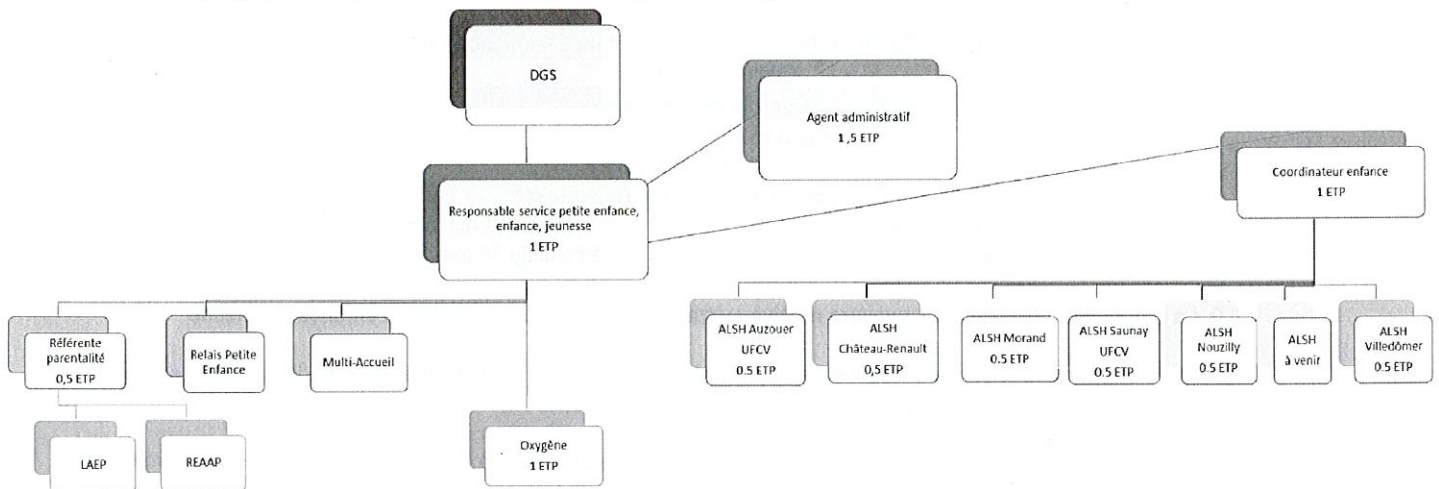 DGS
Agent administratif
1 ,5 ETP
Coordinateur enfance
1 ETP
Responsable service petite enfance,
enfance, jeunesse
1 ETP
Référente
parentalité
0,5 ETP
Relais Petite
Enfance
Multi-Accueil
ALSH Auzouer
UFCV
0.5 ETP
ALSH
Château-Renault
0,5 ETP
ALSH Morand
0.5 ETP
ALSH Saunay
UFCV
0.5 ETP
ALSH
Nouzilly
0.5 ETP
ALSH
à venir
ALSH
Villedômer
0.5 ETP
LAEP
REAAP
Oxygène
1 ETP